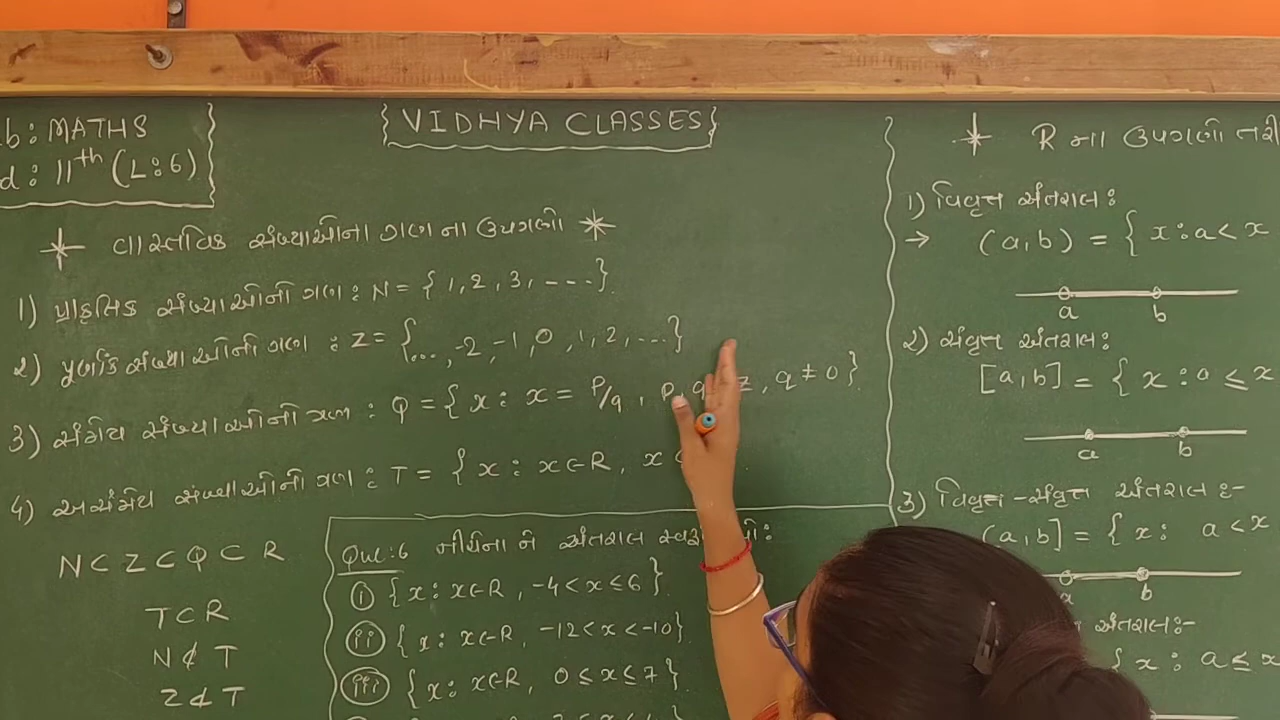 VIDHYA CLASSES
b: MATHS
d: 11th (L:6)
વાસ્તવિક સંખ્યાઓના ગણ ના ઉપગણો
1) પ્રાકૃતિક સંખ્યાઓનો ગણ : N = { 1, 2, 3, ---.}
2) પૂર્ણાંક સંખ્યાઓનો ગણ : Z = {..., -2, -1, 0, 1, 2, ...}
3) સંમેય સંખ્યાઓનો ગણ : Q = { x : x = P/q , P, q z, q ≠ 0 }
4) અસંમેય સંખ્યાઓનો ગણ : T = { x : x ∈ R, x
N ⊂ Z ⊂ Q ⊂ R
T ⊂ R
N ⊄ T
Z ⊄ T
Que:6 નીચેના ને અંતરાલ
(i) { x : x ∈ R , -4 < x ≤ 6 }
(ii) { x : x ∈ R , -12 < x < -10 }
(iii) { x : x ∈ R , 0 ≤ x ≤ 7 }
R ના ઉપગણો તરી
1) વિવૃત્ત અંતરાલ :
→ (a, b) = { x : a < x
a b
2) સંવૃત્ત અંતરાલ :
[a, b] = { x : a ≤ x
a b
3) વિવૃત્ત - સંવૃત્ત અંતરાલ :-
(a, b] = { x : a < x
a b
અંતરાલ :-
{ x : a ≤ x